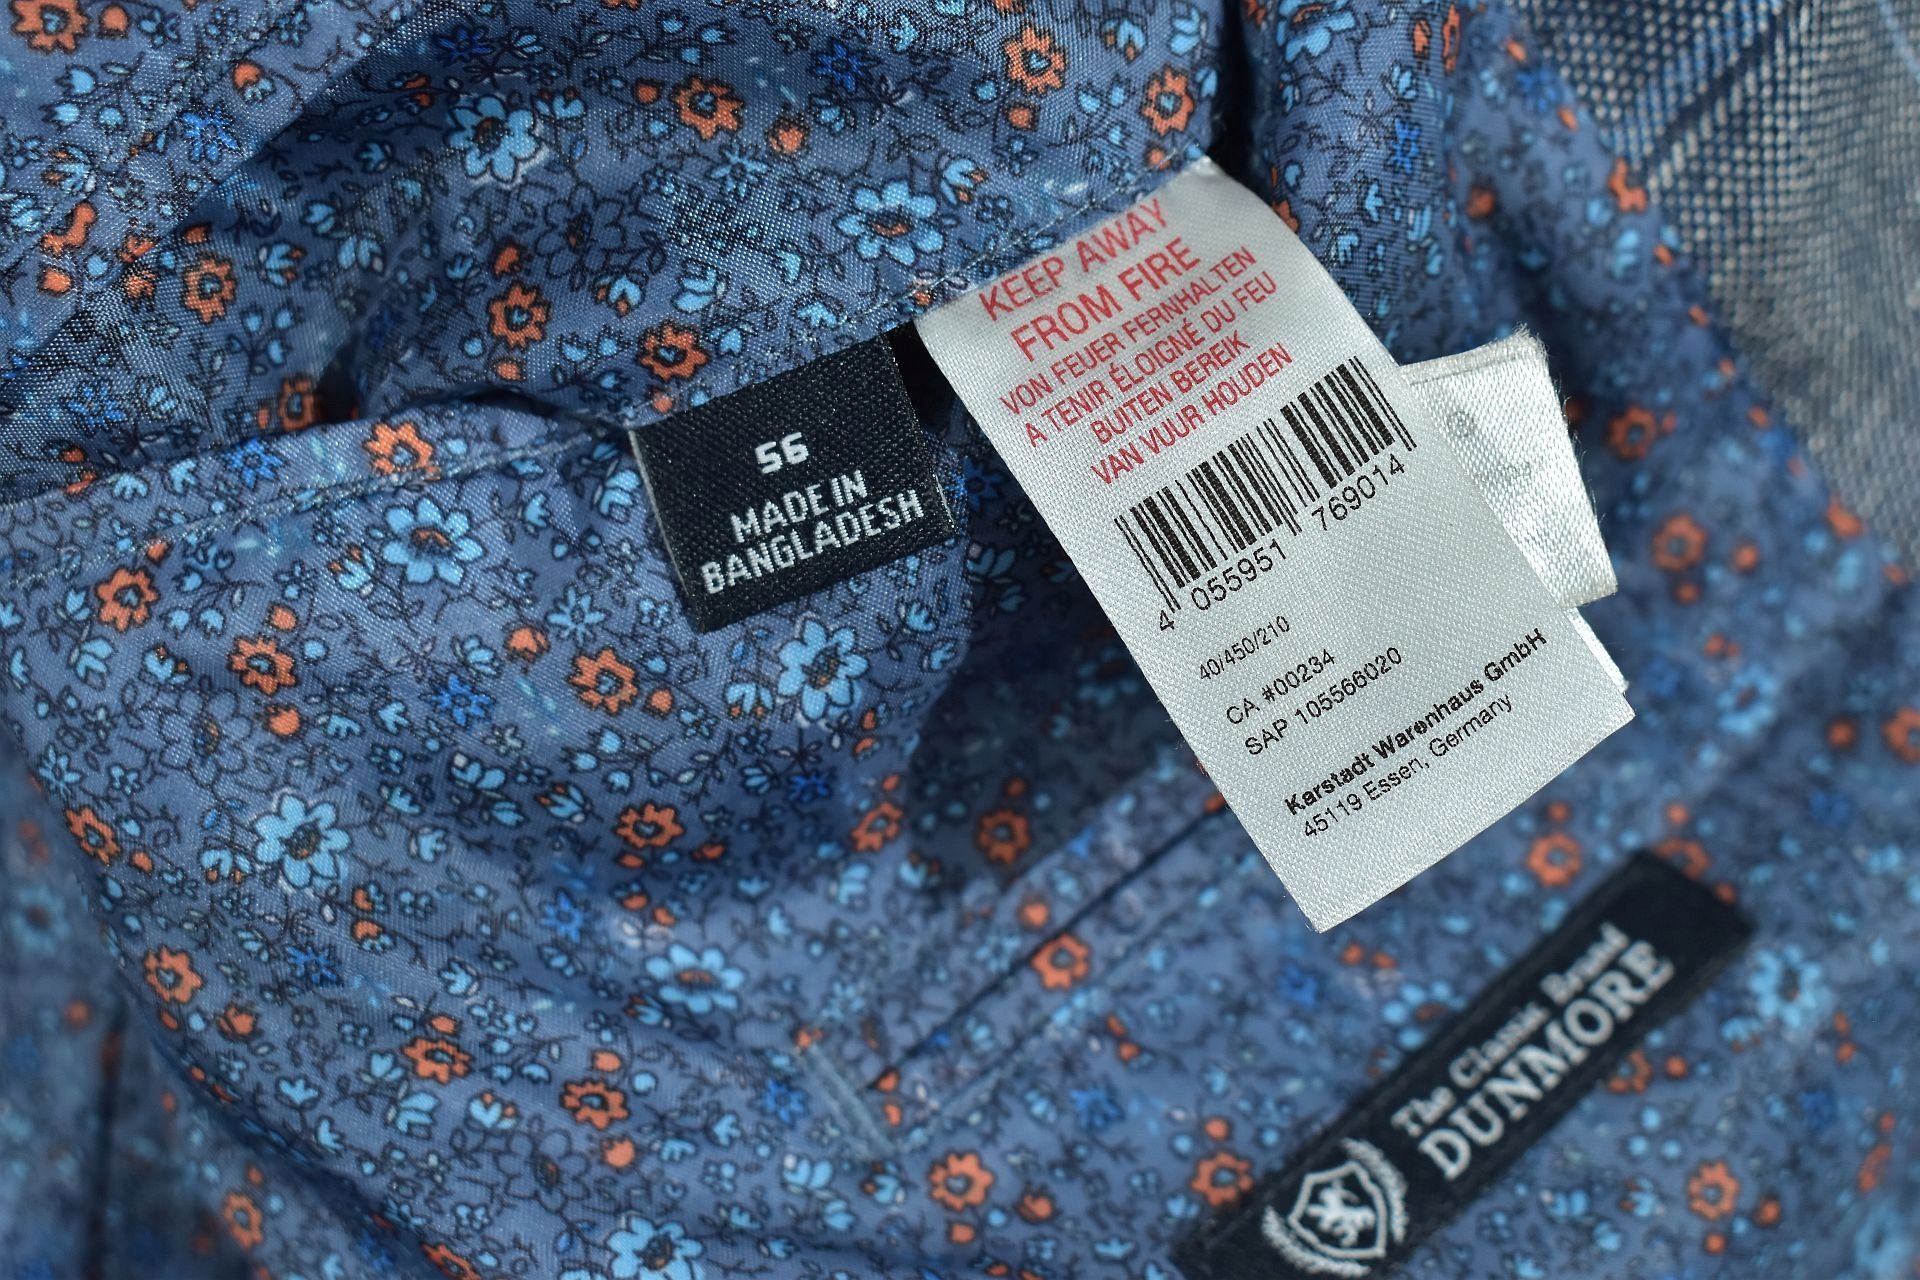 56
MADE IN
BANGLADESH
KEEP AWAY
FROM FIRE
VON FEUER FERNHALTEN
A TENIR ÉLOIGNÉ DU FEU
BUITEN BEREIK
VAN VUUR HOUDEN
4 055951 769014
40/450/210
CA #00234
SAP 105566020
Karstadt Warenhaus GmbH
45119 Essen, Germany
The Classic Brand
DUNMORE